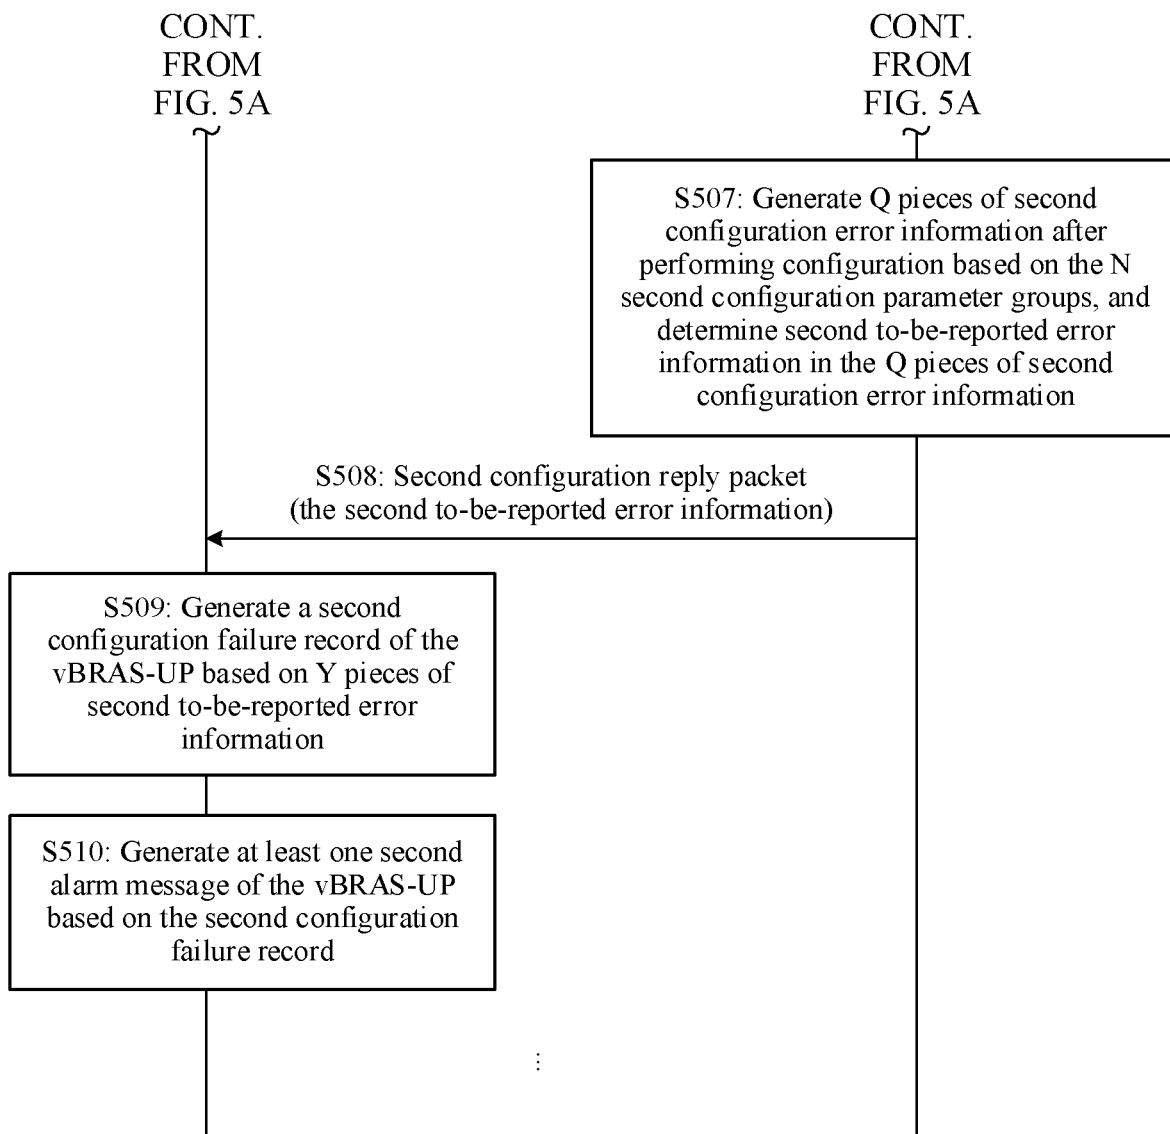 CONT.
FROM
FIG. 5A
CONT.
FROM
FIG. 5A
S507: Generate Q pieces of second
configuration error information after
performing configuration based on the N
second configuration parameter groups, and
determine second to-be-reported error
information in the Q pieces of second
configuration error information
S508: Second configuration reply packet
(the second to-be-reported error information)
S509: Generate a second
configuration failure record of the
vBRAS-UP based on Y pieces of
second to-be-reported error
information
S510: Generate at least one second
alarm message of the vBRAS-UP
based on the second configuration
failure record
...